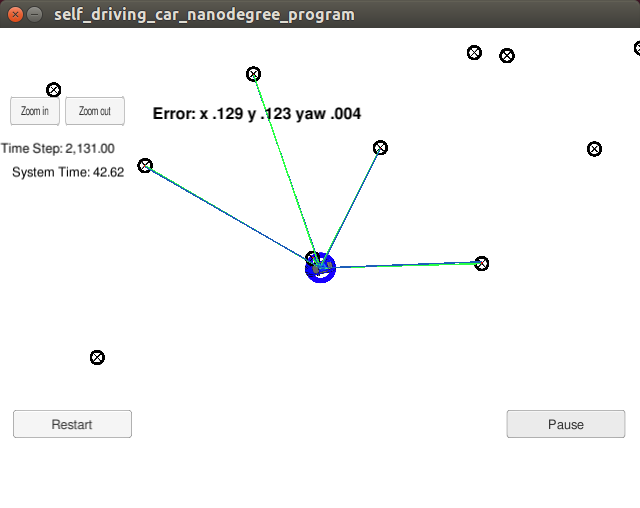 self_driving_car_nanodegree_program
Zoom in
Zoom out
Error: x .129 y .123 yaw .004
Time Step: 2,131.00
System Time: 42.62
Restart
Pause